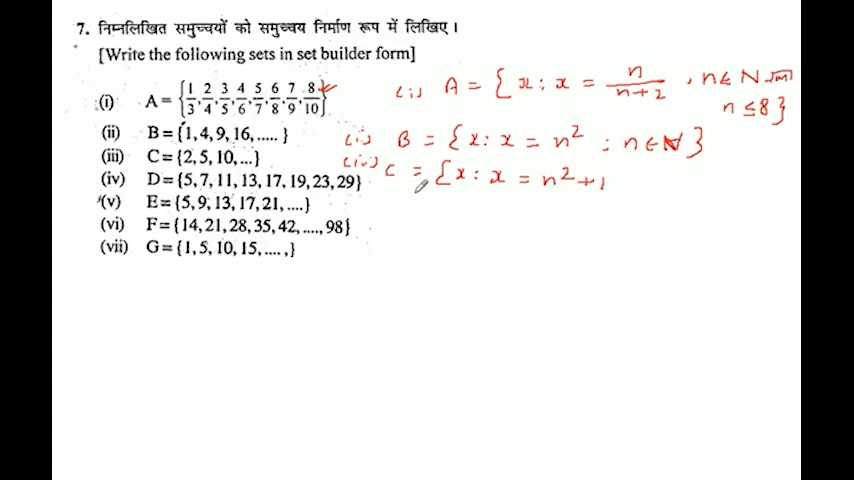 7. निम्नलिखित समुच्चयों को समुच्चय निर्माण रूप में लिखिए।
[Write the following sets in set builder form]
(i) A = {1/3, 2/4, 3/5, 4/6, 5/7, 6/8, 7/9, 8/10}
(ii) B = {1, 4, 9, 16, ..... }
(iii) C = {2, 5, 10, ...}
(iv) D = {5, 7, 11, 13, 17, 19, 23, 29}
(v) E = {5, 9, 13, 17, 21, ....}
(vi) F = {14, 21, 28, 35, 42, ...., 98}
(vii) G = {1, 5, 10, 15, ...., }
(i) A = { x : x = n/n+2 , n ∈ N
n ≤ 8 }
(ii) B = { x : x = n² ; n ∈ N }
C = { x : x = n² + 1